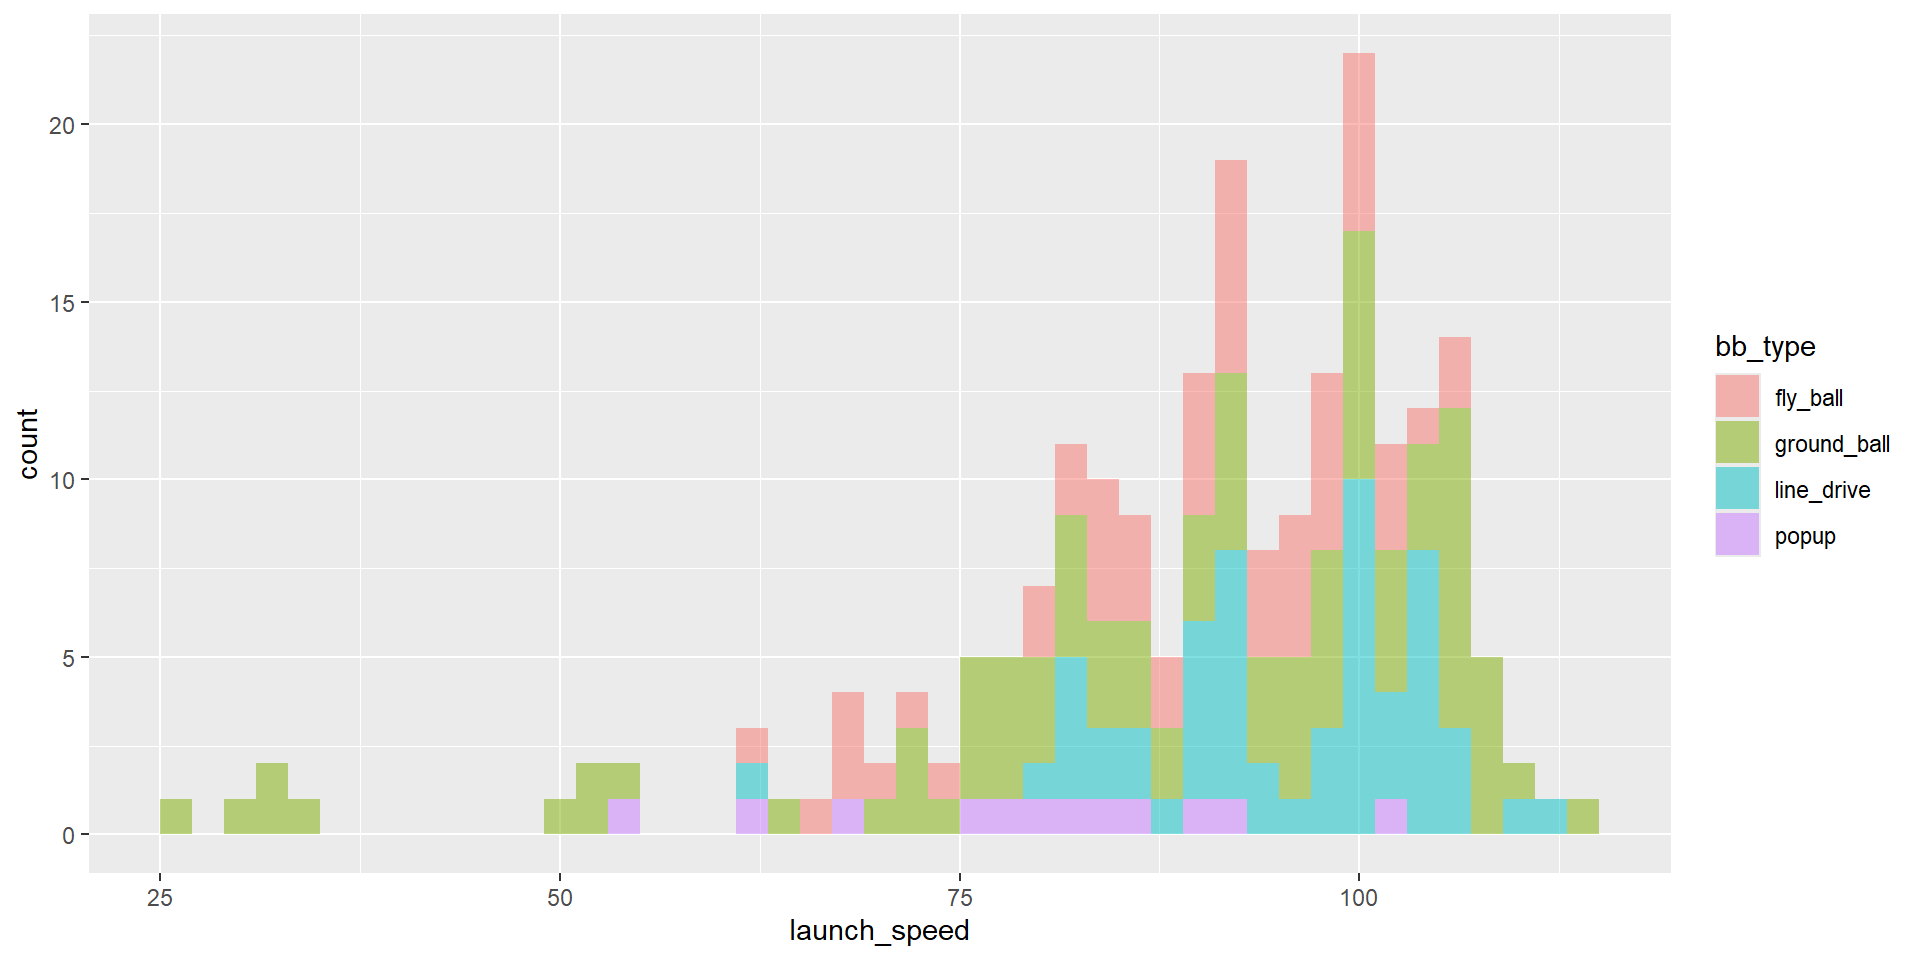 20
15
10
5
0
count
25 50 75 100
launch_speed
bb_type
fly_ball
ground_ball
line_drive
popup